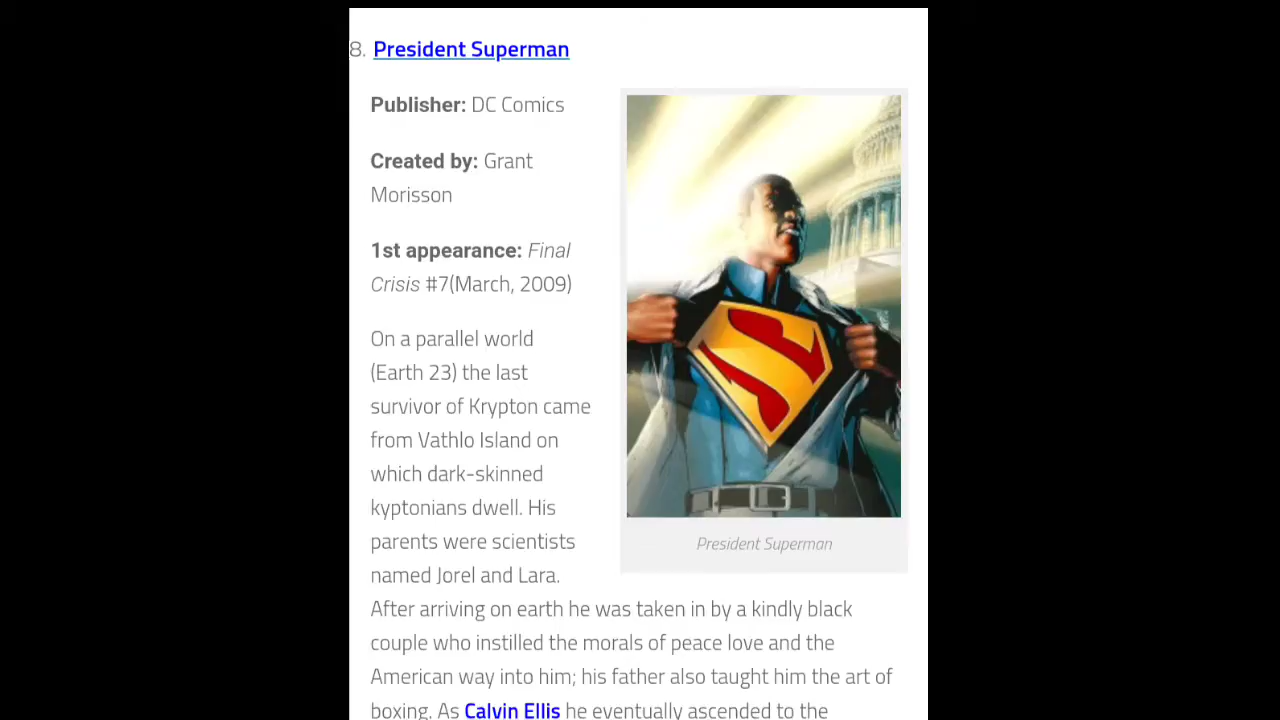 8. President Superman
Publisher: DC Comics
Created by: Grant
Morisson
1st appearance: Final
Crisis #7(March, 2009)
On a parallel world
(Earth 23) the last
survivor of Krypton came
from Vathlo Island on
which dark-skinned
kyptonians dwell. His
parents were scientists
named Jorel and Lara.
President Superman
After arriving on earth he was taken in by a kindly black
couple who instilled the morals of peace love and the
American way into him; his father also taught him the art of
boxing. As Calvin Ellis he eventually ascended to the